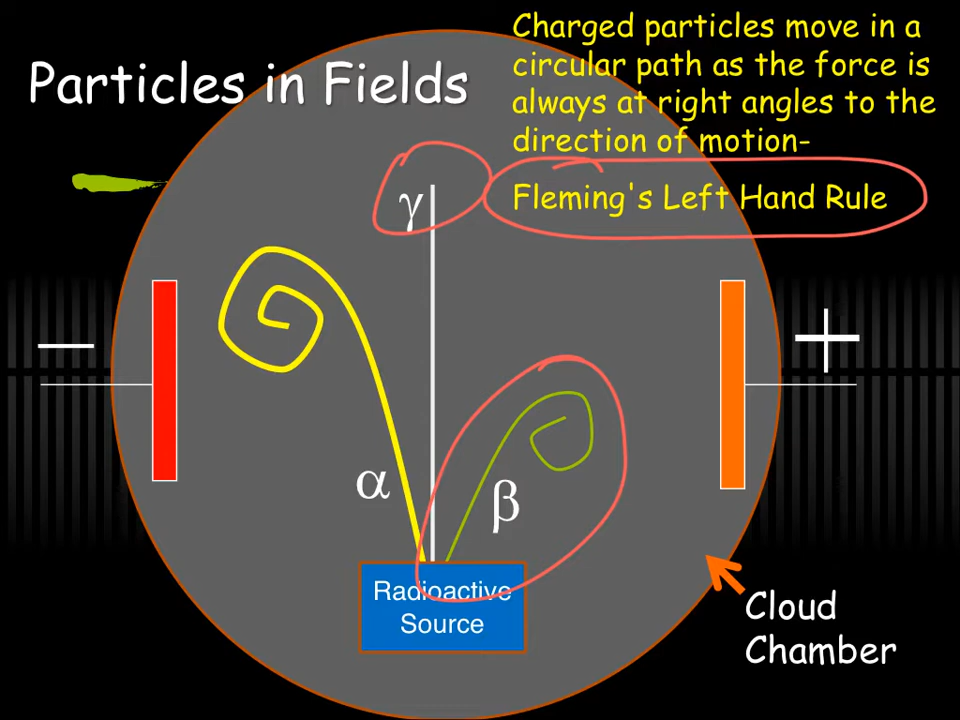 Particles in Fields
Charged particles move in a
circular path as the force is
always at right angles to the
direction of motion-
Fleming's Left Hand Rule
γ
−
+
α
β
Radioactive
Source
Cloud
Chamber